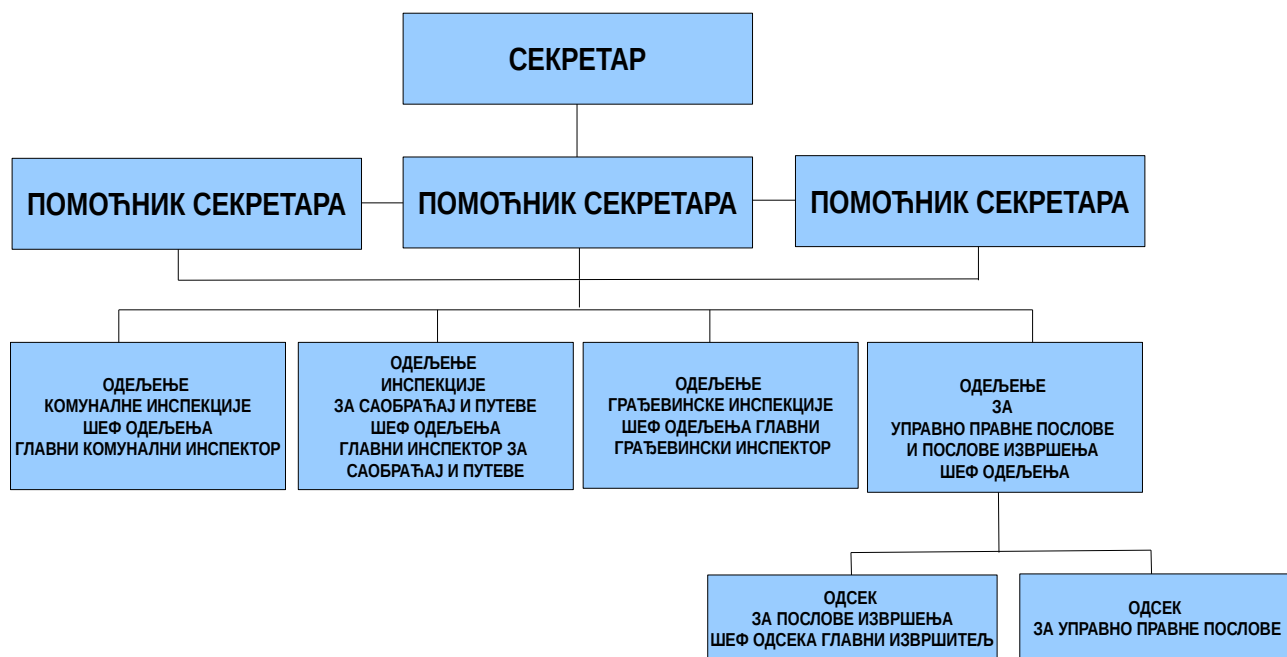 СЕКРЕТАР
ПОМОЋНИК СЕКРЕТАРА
ПОМОЋНИК СЕКРЕТАРА
ПОМОЋНИК СЕКРЕТАРА
ОДЕЉЕЊЕ
КОМУНАЛНЕ ИНСПЕКЦИЈЕ
ШЕФ ОДЕЉЕЊА
ГЛАВНИ КОМУНАЛНИ ИНСПЕКТОР
ОДЕЉЕЊЕ
ИНСПЕКЦИЈЕ
ЗА САОБРАЋАЈ И ПУТЕВЕ
ШЕФ ОДЕЉЕЊА
ГЛАВНИ ИНСПЕКТОР ЗА
САОБРАЋАЈ И ПУТЕВЕ
ОДЕЉЕЊЕ
ГРАЂЕВИНСКЕ ИНСПЕКЦИЈЕ
ШЕФ ОДЕЉЕЊА ГЛАВНИ
ГРАЂЕВИНСКИ ИНСПЕКТОР
ОДЕЉЕЊЕ
ЗА
УПРАВНО ПРАВНЕ ПОСЛОВЕ
И ПОСЛОВЕ ИЗВРШЕЊА
ШЕФ ОДЕЉЕЊА
ОДСЕК
ЗА ПОСЛОВЕ ИЗВРШЕЊА
ШЕФ ОДСЕКА ГЛАВНИ ИЗВРШИТЕЉ
ОДСЕК
ЗА УПРАВНО ПРАВНЕ ПОСЛОВЕ